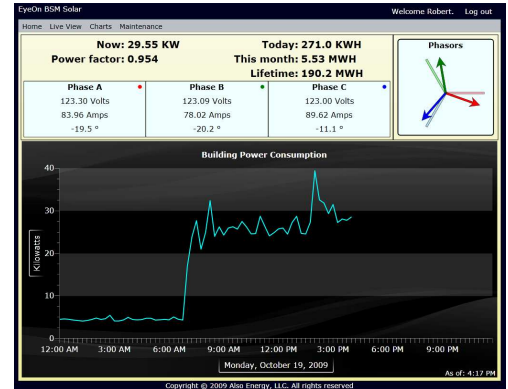 EyeOn BSM Solar
Welcome Robert. Log out
Home Live View Charts Maintenance
Now: 29.55 KW
Power factor: 0.954
Today: 271.0 KWH
This month: 5.53 MWH
Lifetime: 190.2 MWH
Phasors
Phase A
123.30 Volts
83.96 Amps
-19.5 °
Phase B
123.09 Volts
78.02 Amps
-20.2 °
Phase C
123.00 Volts
89.62 Amps
-11.1 °
Building Power Consumption
Kilowatts
40
30
20
10
0
12:00 AM 3:00 AM 6:00 AM 9:00 AM 12:00 PM 3:00 PM 6:00 PM 9:00 PM
Monday, October 19, 2009
As of: 4:17 PM
Copyright © 2009 Also Energy, LLC. All rights reserved